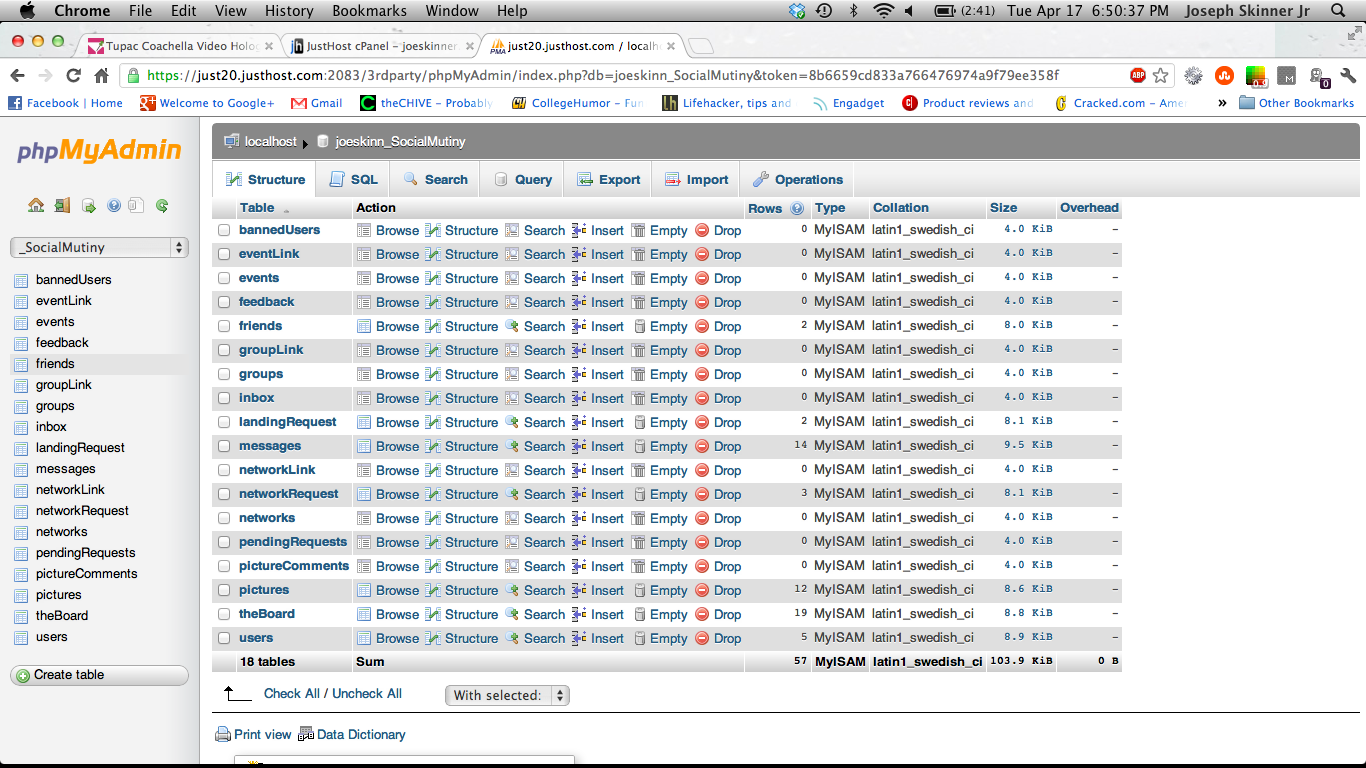 Chrome File Edit View History Bookmarks Window Help (2:41) Tue Apr 17 6:50:37 PM Joseph Skinner Jr
Tupac Coachella Video Holo JustHost cPanel – joeskinner just20.justhost.com / localh
https://just20.justhost.com:2083/3rdparty/phpMyAdmin/index.php?db=joeskinn_SocialMutiny&token=8b6659cd833a766476974a9f79ee358f
Facebook | Home Welcome to Google+ Gmail theCHIVE – Probably CollegeHumor – Fun Lifehacker, tips and Engadget Product reviews and Cracked.com – Amer » Other Bookmarks
phpMyAdmin
_SocialMutiny
bannedUsers
eventLink
events
feedback
friends
groupLink
groups
inbox
landingRequest
messages
networkLink
networkRequest
networks
pendingRequests
pictureComments
pictures
theBoard
users
Create table
localhost joeskinn_SocialMutiny
Structure SQL Search Query Export Import Operations
Table Action Rows Type Collation Size Overhead
bannedUsers Browse Structure Search Insert Empty Drop 0 MyISAM latin1_swedish_ci 4.0 KiB –
eventLink Browse Structure Search Insert Empty Drop 0 MyISAM latin1_swedish_ci 4.0 KiB –
events Browse Structure Search Insert Empty Drop 0 MyISAM latin1_swedish_ci 4.0 KiB –
feedback Browse Structure Search Insert Empty Drop 0 MyISAM latin1_swedish_ci 4.0 KiB –
friends Browse Structure Search Insert Empty Drop 2 MyISAM latin1_swedish_ci 8.0 KiB –
groupLink Browse Structure Search Insert Empty Drop 0 MyISAM latin1_swedish_ci 4.0 KiB –
groups Browse Structure Search Insert Empty Drop 0 MyISAM latin1_swedish_ci 4.0 KiB –
inbox Browse Structure Search Insert Empty Drop 0 MyISAM latin1_swedish_ci 4.0 KiB –
landingRequest Browse Structure Search Insert Empty Drop 2 MyISAM latin1_swedish_ci 8.1 KiB –
messages Browse Structure Search Insert Empty Drop 14 MyISAM latin1_swedish_ci 9.5 KiB –
networkLink Browse Structure Search Insert Empty Drop 0 MyISAM latin1_swedish_ci 4.0 KiB –
networkRequest Browse Structure Search Insert Empty Drop 3 MyISAM latin1_swedish_ci 8.1 KiB –
networks Browse Structure Search Insert Empty Drop 0 MyISAM latin1_swedish_ci 4.0 KiB –
pendingRequests Browse Structure Search Insert Empty Drop 0 MyISAM latin1_swedish_ci 4.0 KiB –
pictureComments Browse Structure Search Insert Empty Drop 0 MyISAM latin1_swedish_ci 4.0 KiB –
pictures Browse Structure Search Insert Empty Drop 12 MyISAM latin1_swedish_ci 8.6 KiB –
theBoard Browse Structure Search Insert Empty Drop 19 MyISAM latin1_swedish_ci 8.8 KiB –
users Browse Structure Search Insert Empty Drop 5 MyISAM latin1_swedish_ci 8.9 KiB –
18 tables Sum 57 MyISAM latin1_swedish_ci 103.9 KiB 0 B
Check All / Uncheck All With selected:
Print view Data Dictionary